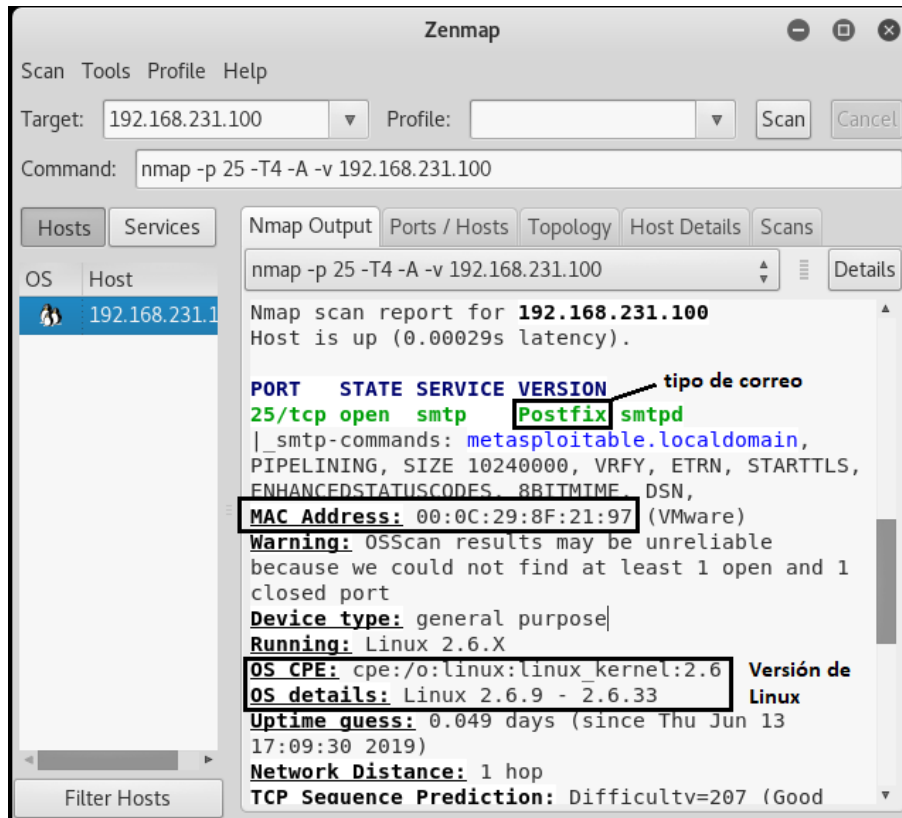 Zenmap
Scan Tools Profile Help
Target: 192.168.231.100 Profile: Scan Cancel
Command: nmap -p 25 -T4 -A -v 192.168.231.100
Hosts Services
Nmap Output Ports / Hosts Topology Host Details Scans
OS Host
192.168.231.1
nmap -p 25 -T4 -A -v 192.168.231.100 Details
Nmap scan report for 192.168.231.100
Host is up (0.00029s latency).
tipo de correo
PORT STATE SERVICE VERSION
25/tcp open smtp Postfix smtpd
|_smtp-commands: metasploitable.localdomain,
PIPELINING, SIZE 10240000, VRFY, ETRN, STARTTLS,
ENHANCEDSTATUSCODES, 8BITMIME, DSN,
MAC Address: 00:0C:29:8F:21:97 (VMware)
Warning: OSScan results may be unreliable
because we could not find at least 1 open and 1
closed port
Device type: general purpose
Running: Linux 2.6.X
OS CPE: cpe:/o:linux:linux_kernel:2.6
OS details: Linux 2.6.9 - 2.6.33
Versión de
Linux
Uptime guess: 0.049 days (since Thu Jun 13
17:09:30 2019)
Network Distance: 1 hop
TCP Sequence Prediction: Difficulty=207 (Good
Filter Hosts